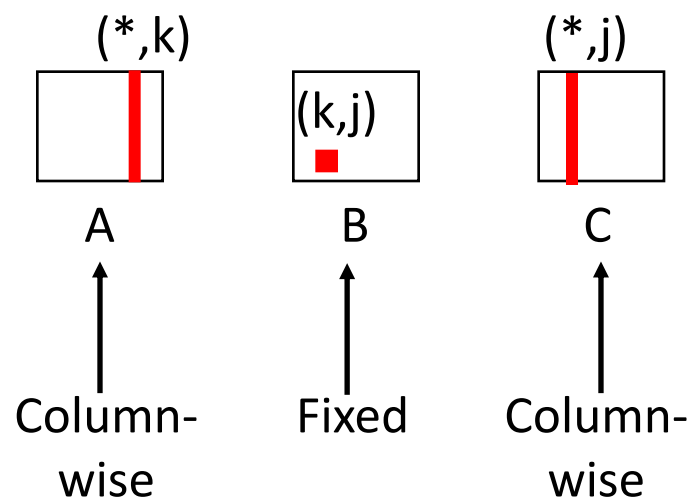 (*,k)
(k,j)
(*,j)
A
B
C
Column-
wise
Fixed
Column-
wise